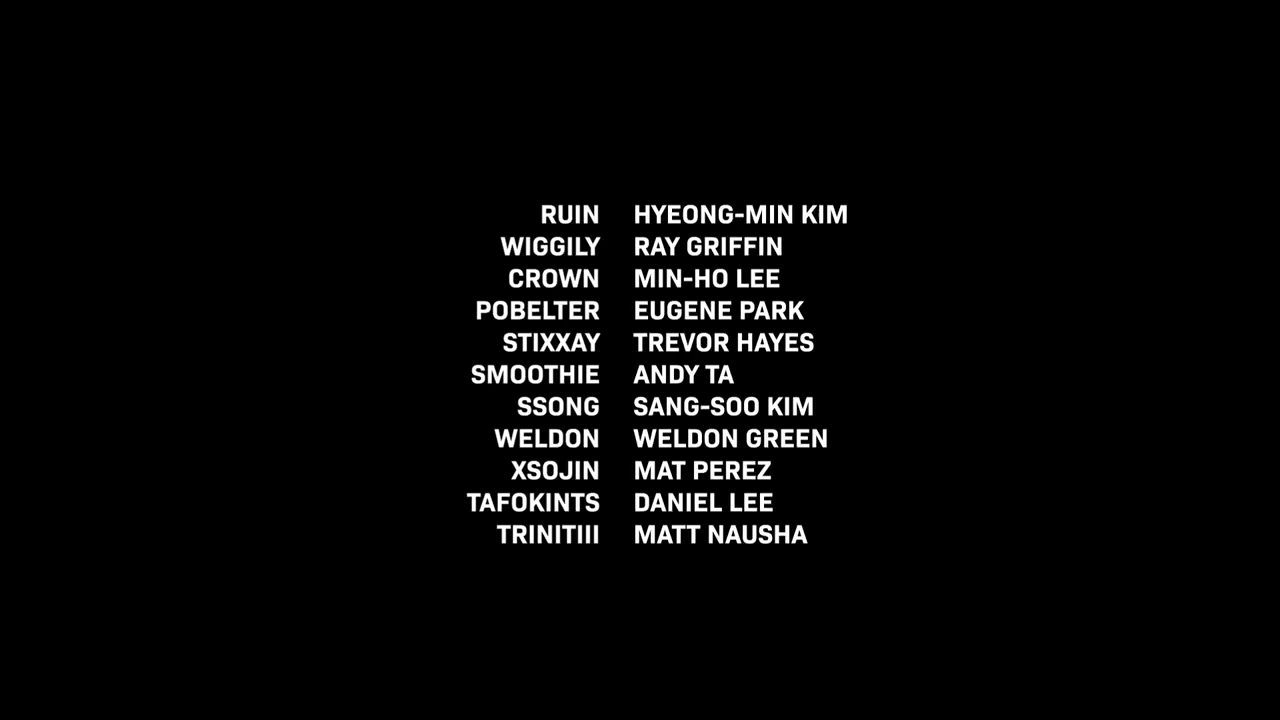 RUIN HYEONG-MIN KIM
WIGGILY RAY GRIFFIN
CROWN MIN-HO LEE
POBELTER EUGENE PARK
STIXXAY TREVOR HAYES
SMOOTHIE ANDY TA
SSONG SANG-SOO KIM
WELDON WELDON GREEN
XSOJIN MAT PEREZ
TAFOKINTS DANIEL LEE
TRINITIII MATT NAUSHA